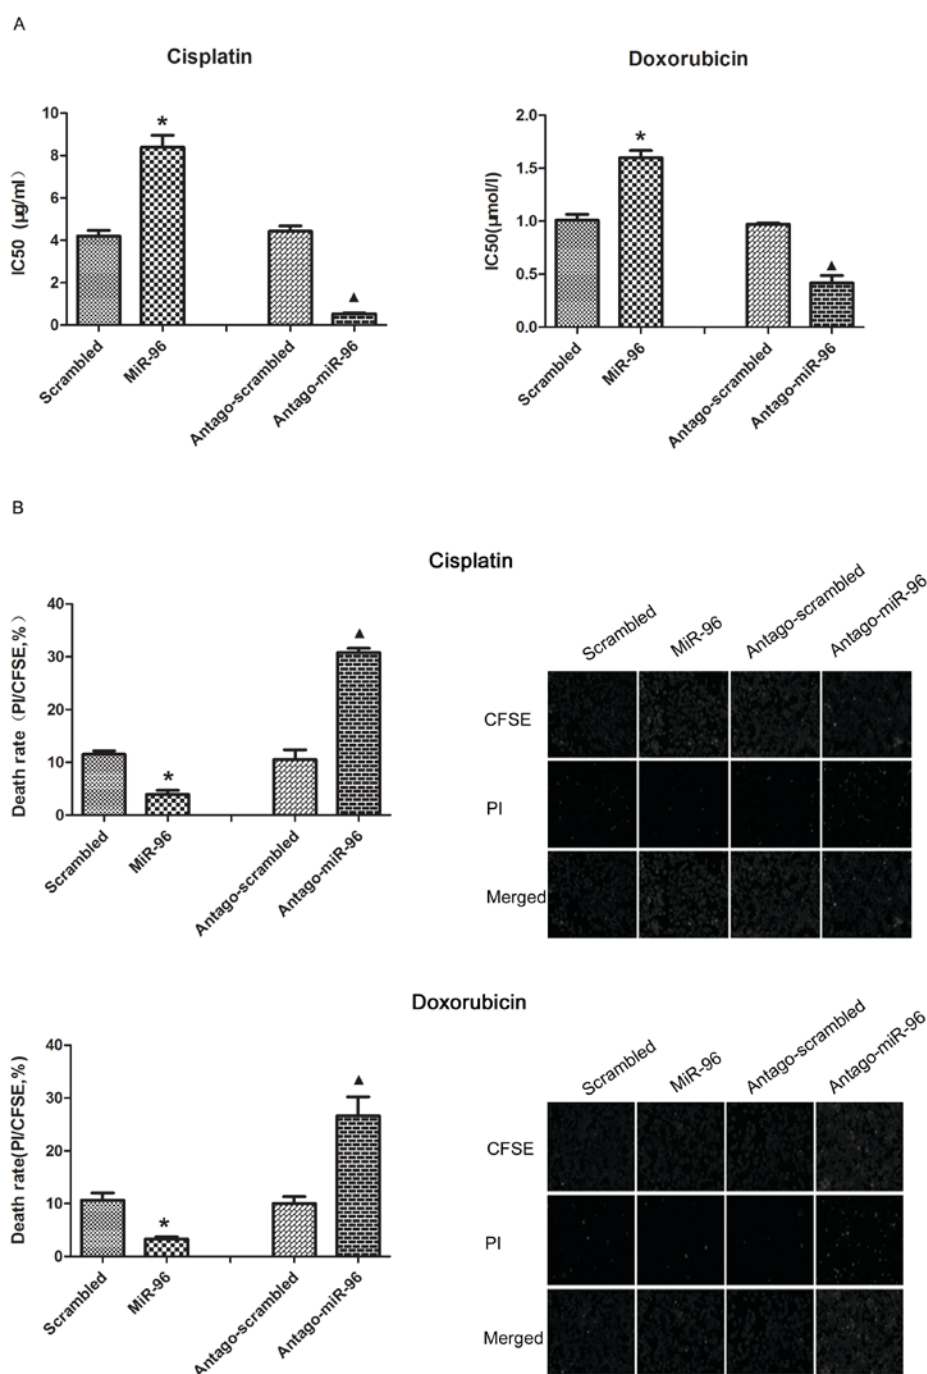 A
Cisplatin
Doxorubicin
IC50 (µg/ml)
10
8
6
4
2
0
Scrambled
MiR-96
Antago-scrambled
Antago-miR-96
*
▲
IC50(µmol/l)
2.0
1.5
1.0
0.5
0.0
Scrambled
MiR-96
Antago-scrambled
Antago-miR-96
*
▲
B
Cisplatin
Death rate (PI/CFSE,%)
40
30
20
10
0
Scrambled
MiR-96
Antago-scrambled
Antago-miR-96
*
▲
Scrambled
MiR-96
Antago-scrambled
Antago-miR-96
CFSE
PI
Merged
Doxorubicin
Death rate(PI/CFSE,%)
40
30
20
10
0
Scrambled
MiR-96
Antago-scrambled
Antago-miR-96
*
▲
Scrambled
MiR-96
Antago-scrambled
Antago-miR-96
CFSE
PI
Merged